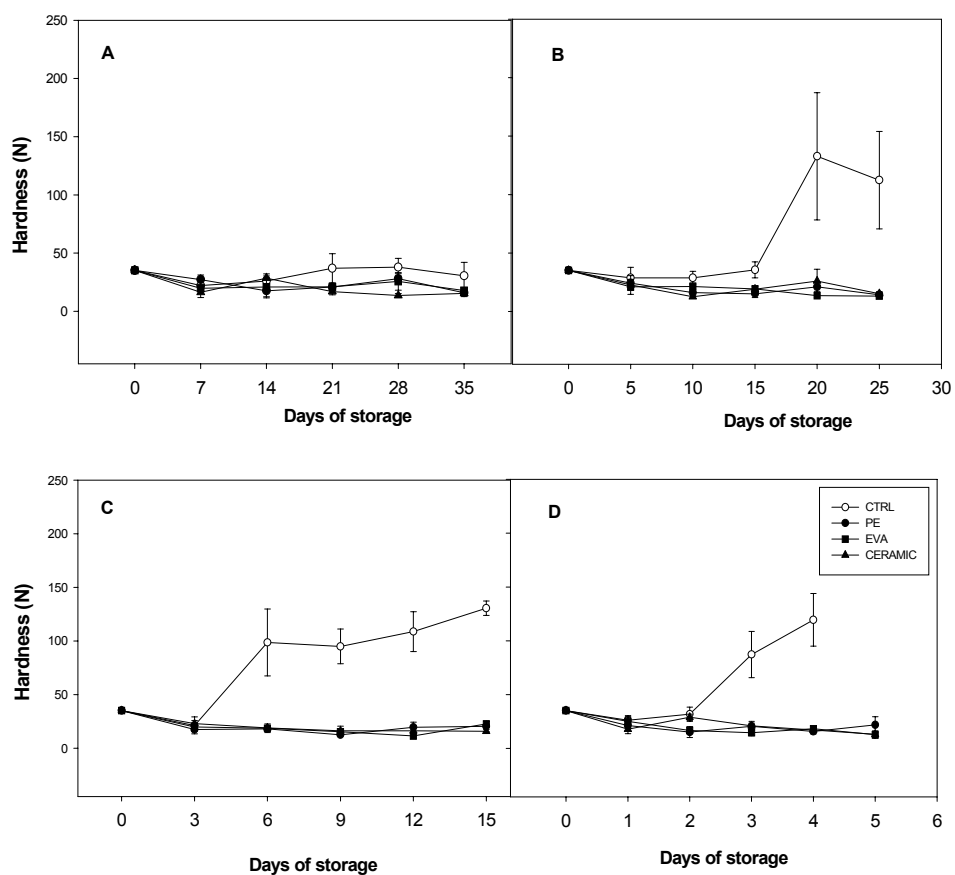 250
200
150
100
50
0
Hardness (N)
A
0 7 14 21 28 35
Days of storage
B
0 5 10 15 20 25 30
Days of storage
250
200
150
100
50
0
Hardness (N)
C
0 3 6 9 12 15
Days of storage
D
CTRL
PE
EVA
CERAMIC
0 1 2 3 4 5 6
Days of storage